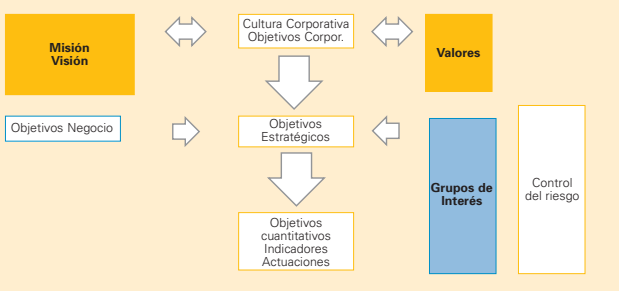 Misión
Visión
Cultura Corporativa
Objetivos Corpor.
Valores
Objetivos Negocio
Objetivos
Estratégicos
Grupos de
Interés
Control
del riesgo
Objetivos
cuantitativos
Indicadores
Actuaciones